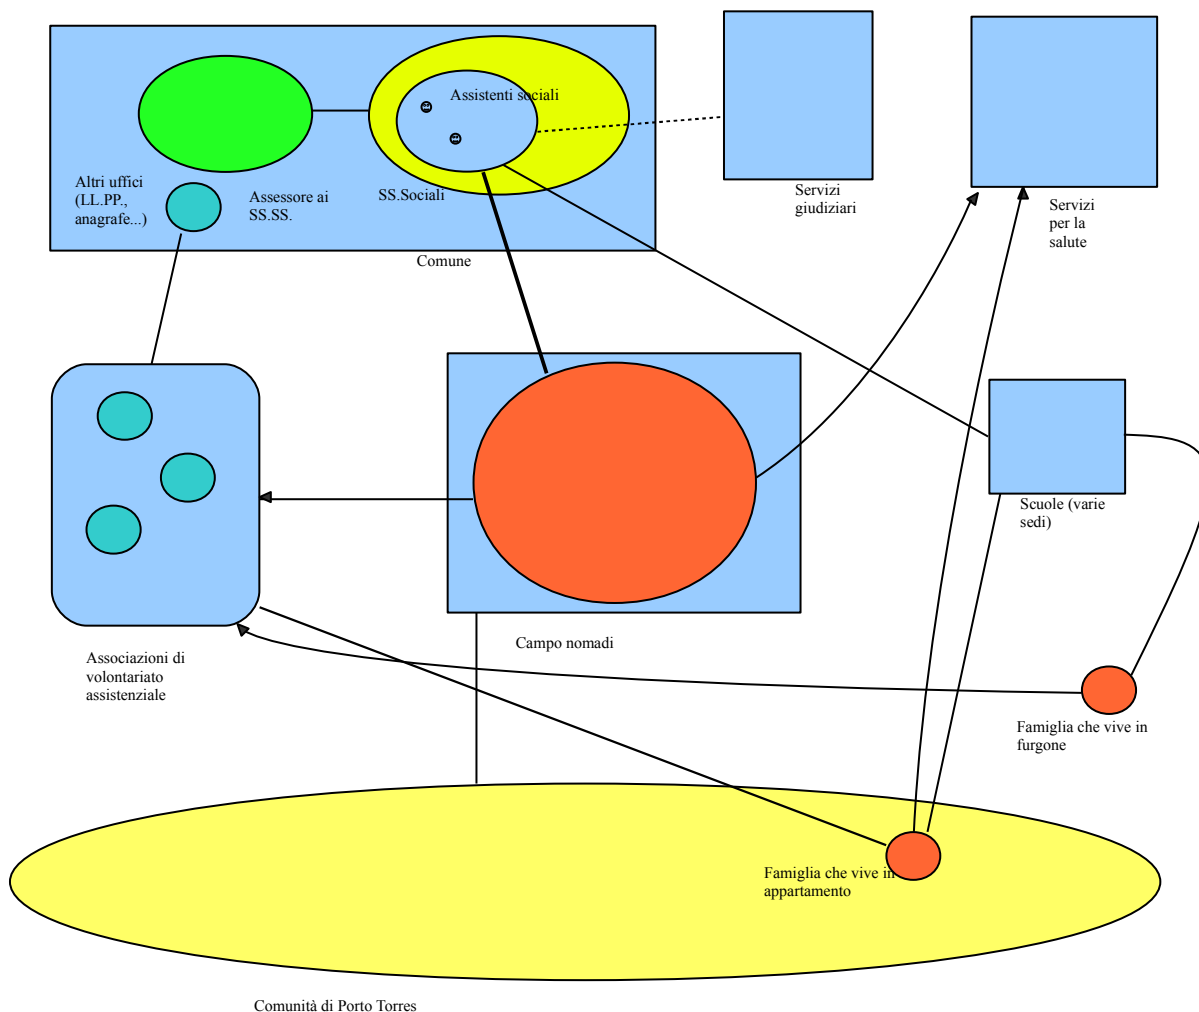 Assistenti sociali
Altri uffici
(LL.PP.,
anagrafe...)
Assessore ai
SS.SS.
SS.Sociali
Servizi
giudiziari
Servizi
per la
salute
Comune
Scuole (varie
sedi)
Campo nomadi
Associazioni di
volontariato
assistenziale
Famiglia che vive in
furgone
Famiglia che vive in
appartamento
Comunità di Porto Torres